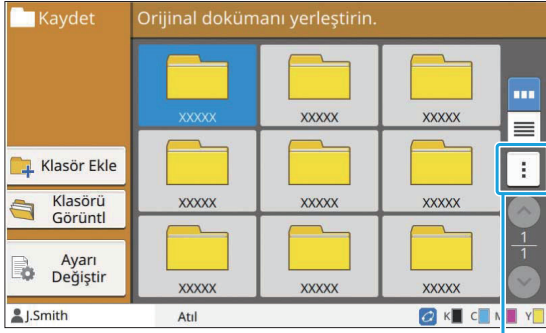 Kaydet
Orijinal dokümanı yerleştirin.
XXXXX XXXXX XXXXX
Klasör Ekle
XXXXX XXXXX XXXXX
Klasörü
Görüntl
1
1
Ayarı
Değiştir
XXXXX XXXXX XXXXX
J.Smith
Atıl
K C M Y